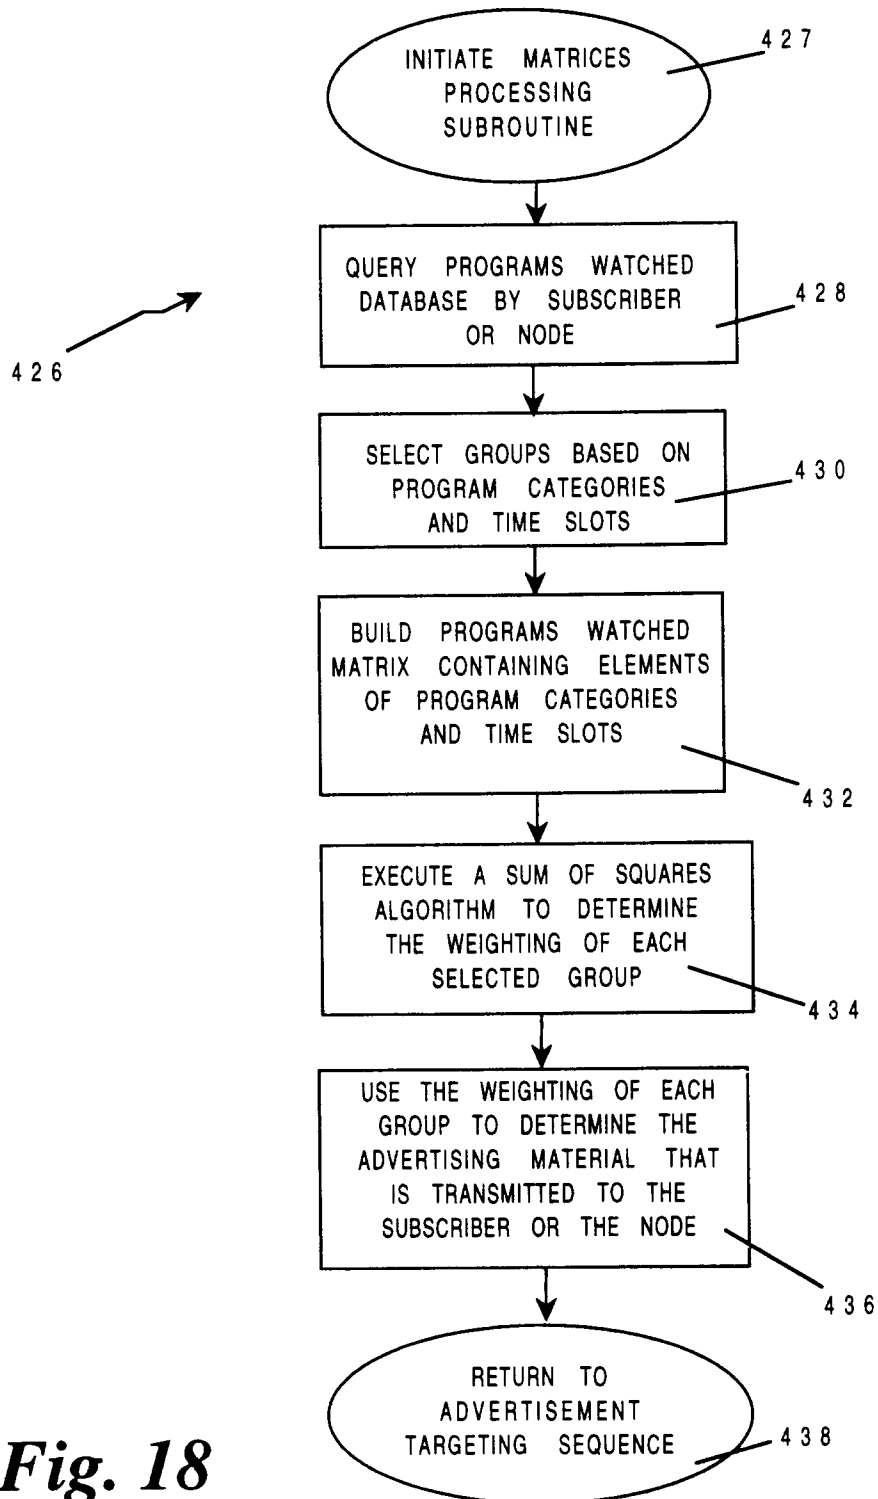 INITIATE MATRICES
PROCESSING
SUBROUTINE
427
QUERY PROGRAMS WATCHED
DATABASE BY SUBSCRIBER
OR NODE
428
426
SELECT GROUPS BASED ON
PROGRAM CATEGORIES
AND TIME SLOTS
430
BUILD PROGRAMS WATCHED
MATRIX CONTAINING ELEMENTS
OF PROGRAM CATEGORIES
AND TIME SLOTS
432
EXECUTE A SUM OF SQUARES
ALGORITHM TO DETERMINE
THE WEIGHTING OF EACH
SELECTED GROUP
434
USE THE WEIGHTING OF EACH
GROUP TO DETERMINE THE
ADVERTISING MATERIAL THAT
IS TRANSMITTED TO THE
SUBSCRIBER OR THE NODE
436
RETURN TO
ADVERTISEMENT
TARGETING SEQUENCE
438
Fig. 18